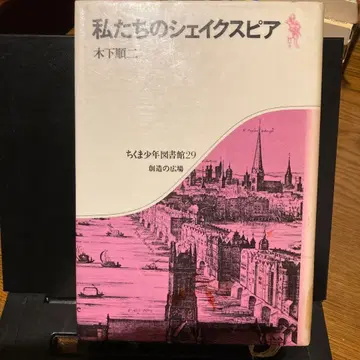 私たちのシェイクスピア
木下順二
ちくま少年図書館29
創造の広場